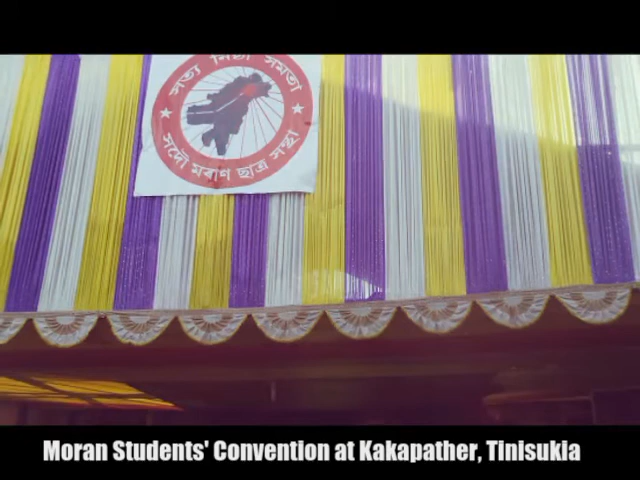 সত্য নিষ্ঠা সমতা
সদৌ মৰাণ ছাত্ৰ সন্থা
Moran Students' Convention at Kakapather, Tinisukia